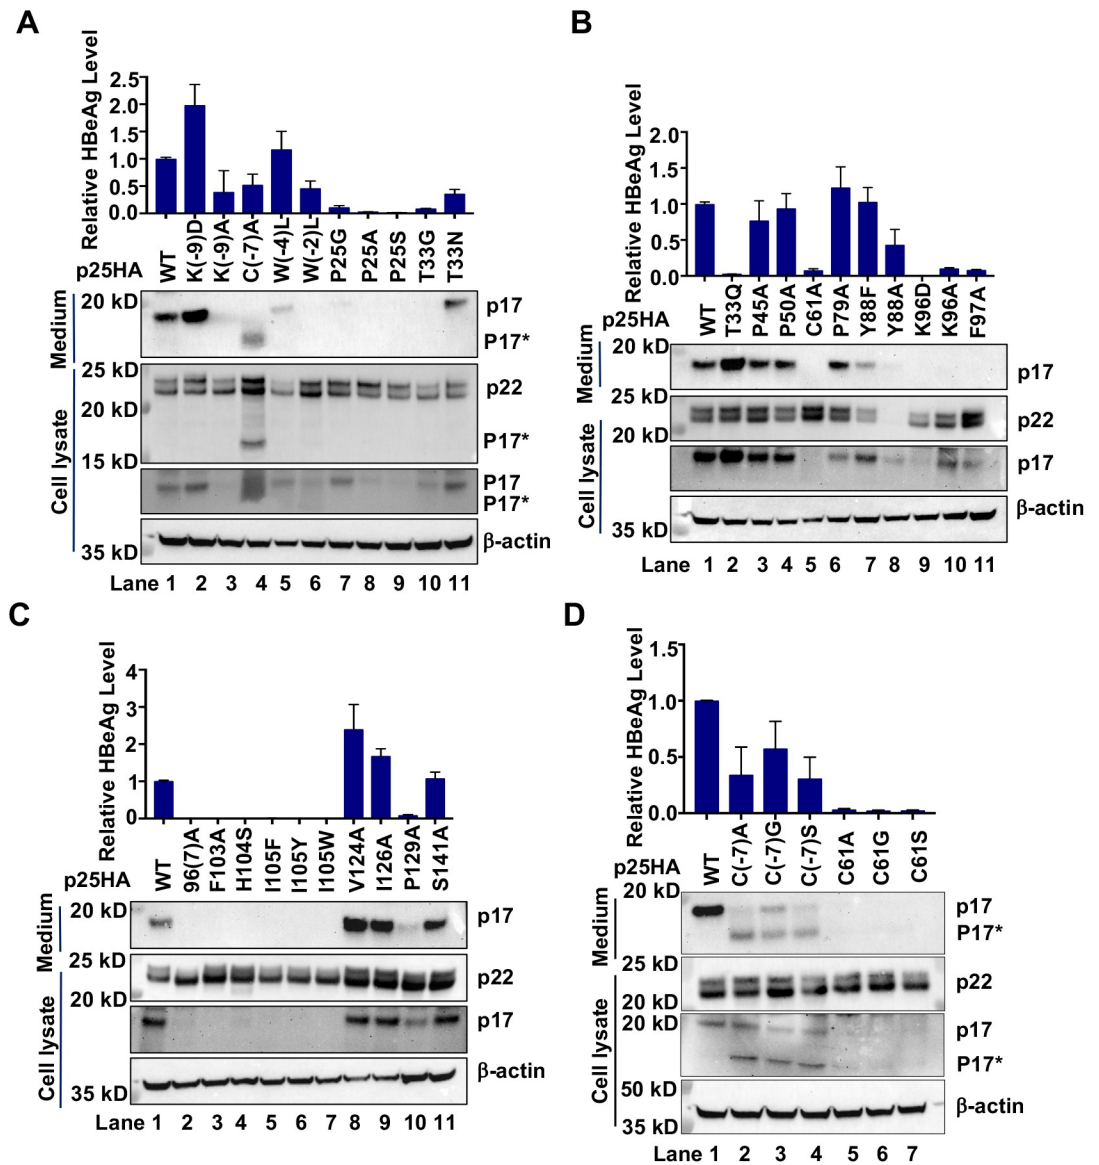 A
Relative HBeAg Level
2.5
2.0
1.5
1.0
0.5
0.0
p25HA
WT
K(-9)D
K(-9)A
C(-7)A
W(-4)L
W(-2)L
P25G
P25A
P25S
T33G
T33N
Medium
20 kD
p17
P17*
Cell lysate
25 kD
p22
20 kD
P17*
15 kD
P17
P17*
β-actin
35 kD
Lane 1 2 3 4 5 6 7 8 9 10 11
B
Relative HBeAg Level
2.0
1.5
1.0
0.5
0.0
p25HA
WT
T33Q
P45A
P50A
C61A
P79A
Y88F
Y88A
K96D
K96A
F97A
Medium
20 kD
p17
Cell lysate
25 kD
p22
20 kD
p17
β-actin
35 kD
Lane 1 2 3 4 5 6 7 8 9 10 11
C
Relative HBeAg Level
4
3
2
1
0
p25HA
WT
96(7)A
F103A
H104S
I105F
I105Y
I105W
V124A
I126A
P129A
S141A
Medium
20 kD
p17
Cell lysate
25 kD
p22
20 kD
p17
β-actin
35 kD
Lane 1 2 3 4 5 6 7 8 9 10 11
D
Relative HBeAg Level
1.5
1.0
0.5
0.0
p25HA
WT
C(-7)A
C(-7)G
C(-7)S
C61A
C61G
C61S
Medium
20 kD
p17
P17*
Cell lysate
25 kD
p22
20 kD
20 kD
p17
P17*
50 kD
β-actin
35 kD
Lane 1 2 3 4 5 6 7